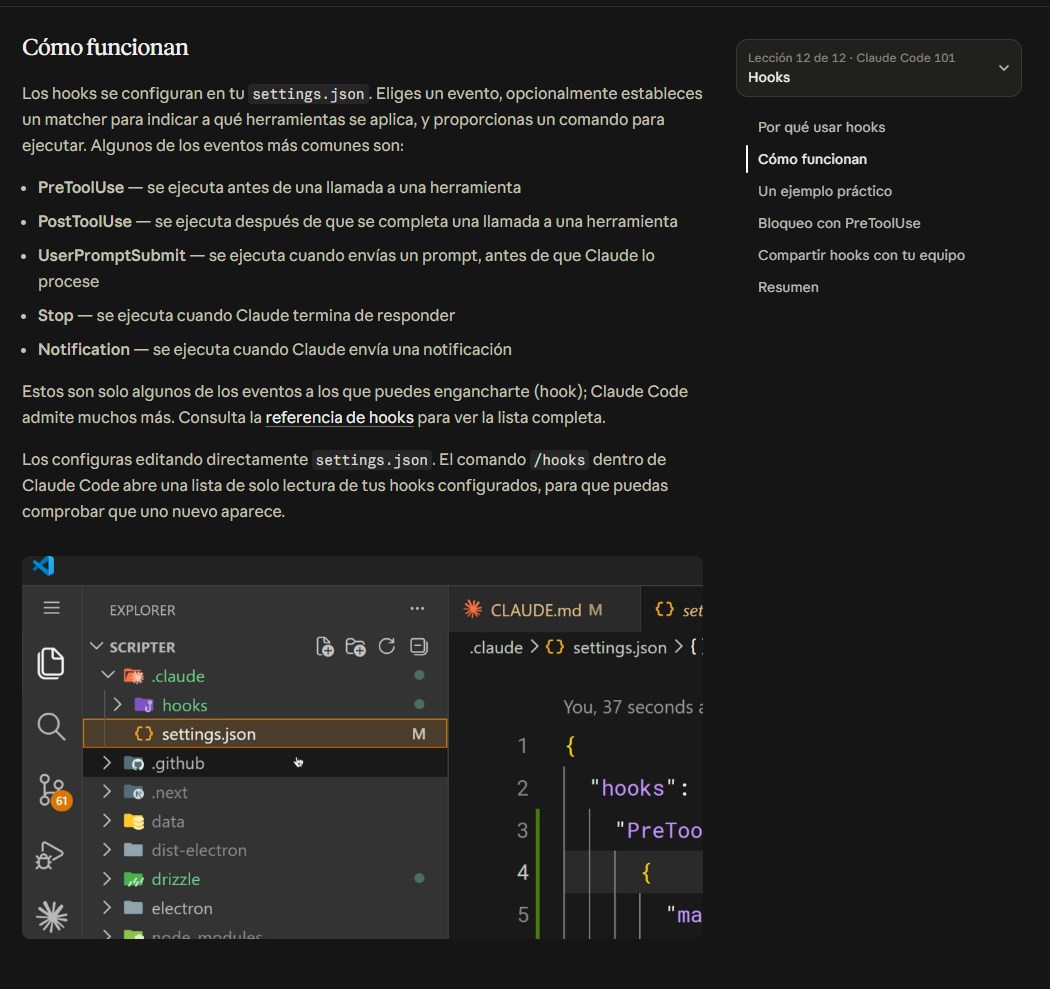 Cómo funcionan
Los hooks se configuran en tu settings.json. Eliges un evento, opcionalmente estableces
un matcher para indicar a qué herramientas se aplica, y proporcionas un comando para
ejecutar. Algunos de los eventos más comunes son:
• PreToolUse — se ejecuta antes de una llamada a una herramienta
• PostToolUse — se ejecuta después de que se completa una llamada a una herramienta
• UserPromptSubmit — se ejecuta cuando envías un prompt, antes de que Claude lo
procese
• Stop — se ejecuta cuando Claude termina de responder
• Notification — se ejecuta cuando Claude envía una notificación
Estos son solo algunos de los eventos a los que puedes engancharte (hook); Claude Code
admite muchos más. Consulta la referencia de hooks para ver la lista completa.
Los configuras editando directamente settings.json. El comando /hooks dentro de
Claude Code abre una lista de solo lectura de tus hooks configurados, para que puedas
comprobar que uno nuevo aparece.
EXPLORER ···
SCRIPTER
.claude
hooks
settings.json M
.github
.next
data
dist-electron
drizzle
electron
node_modules
61
CLAUDE.md M
{} set
.claude > {} settings.json > {}
You, 37 seconds a
1 {
2 "hooks":
3 "PreToo
4 {
5 "ma
Lección 12 de 12 · Claude Code 101
Hooks
Por qué usar hooks
Cómo funcionan
Un ejemplo práctico
Bloqueo con PreToolUse
Compartir hooks con tu equipo
Resumen